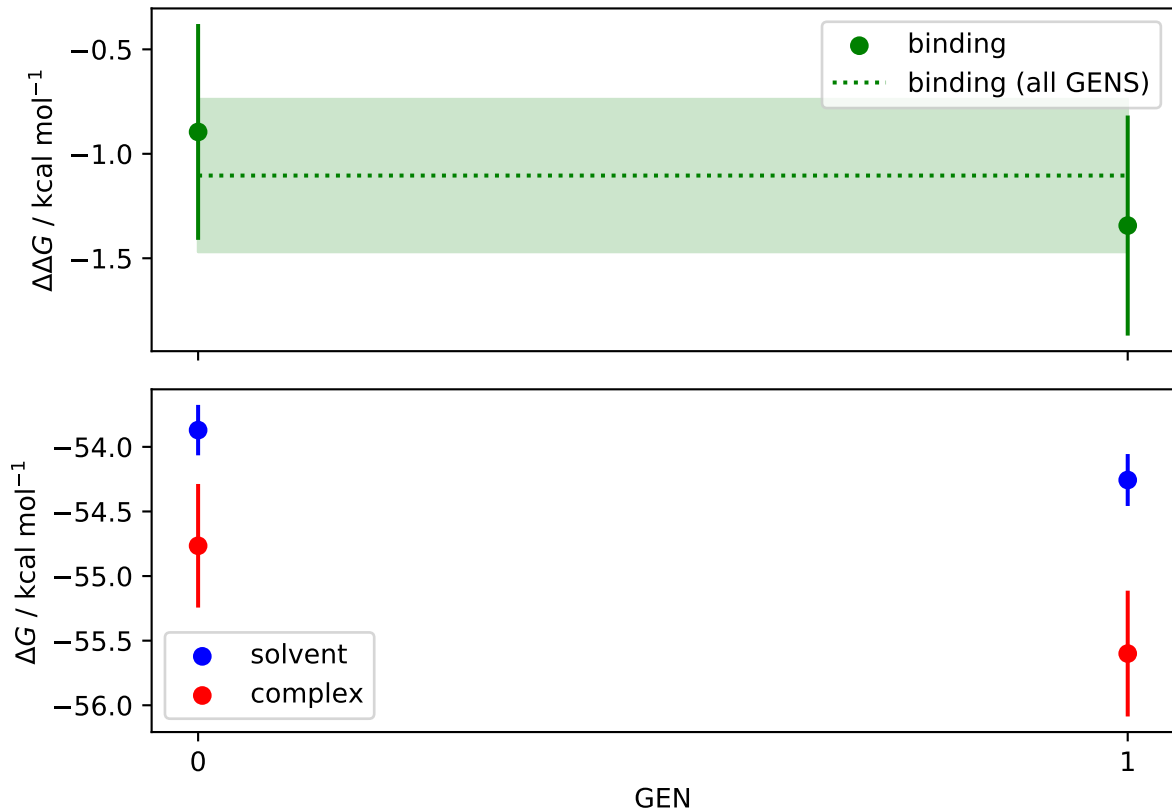 −0.5
−1.0
−1.5
ΔΔG / kcal mol⁻¹
binding
binding (all GENS)
−54.0
−54.5
−55.0
−55.5
−56.0
ΔG / kcal mol⁻¹
solvent
complex
0
1
GEN